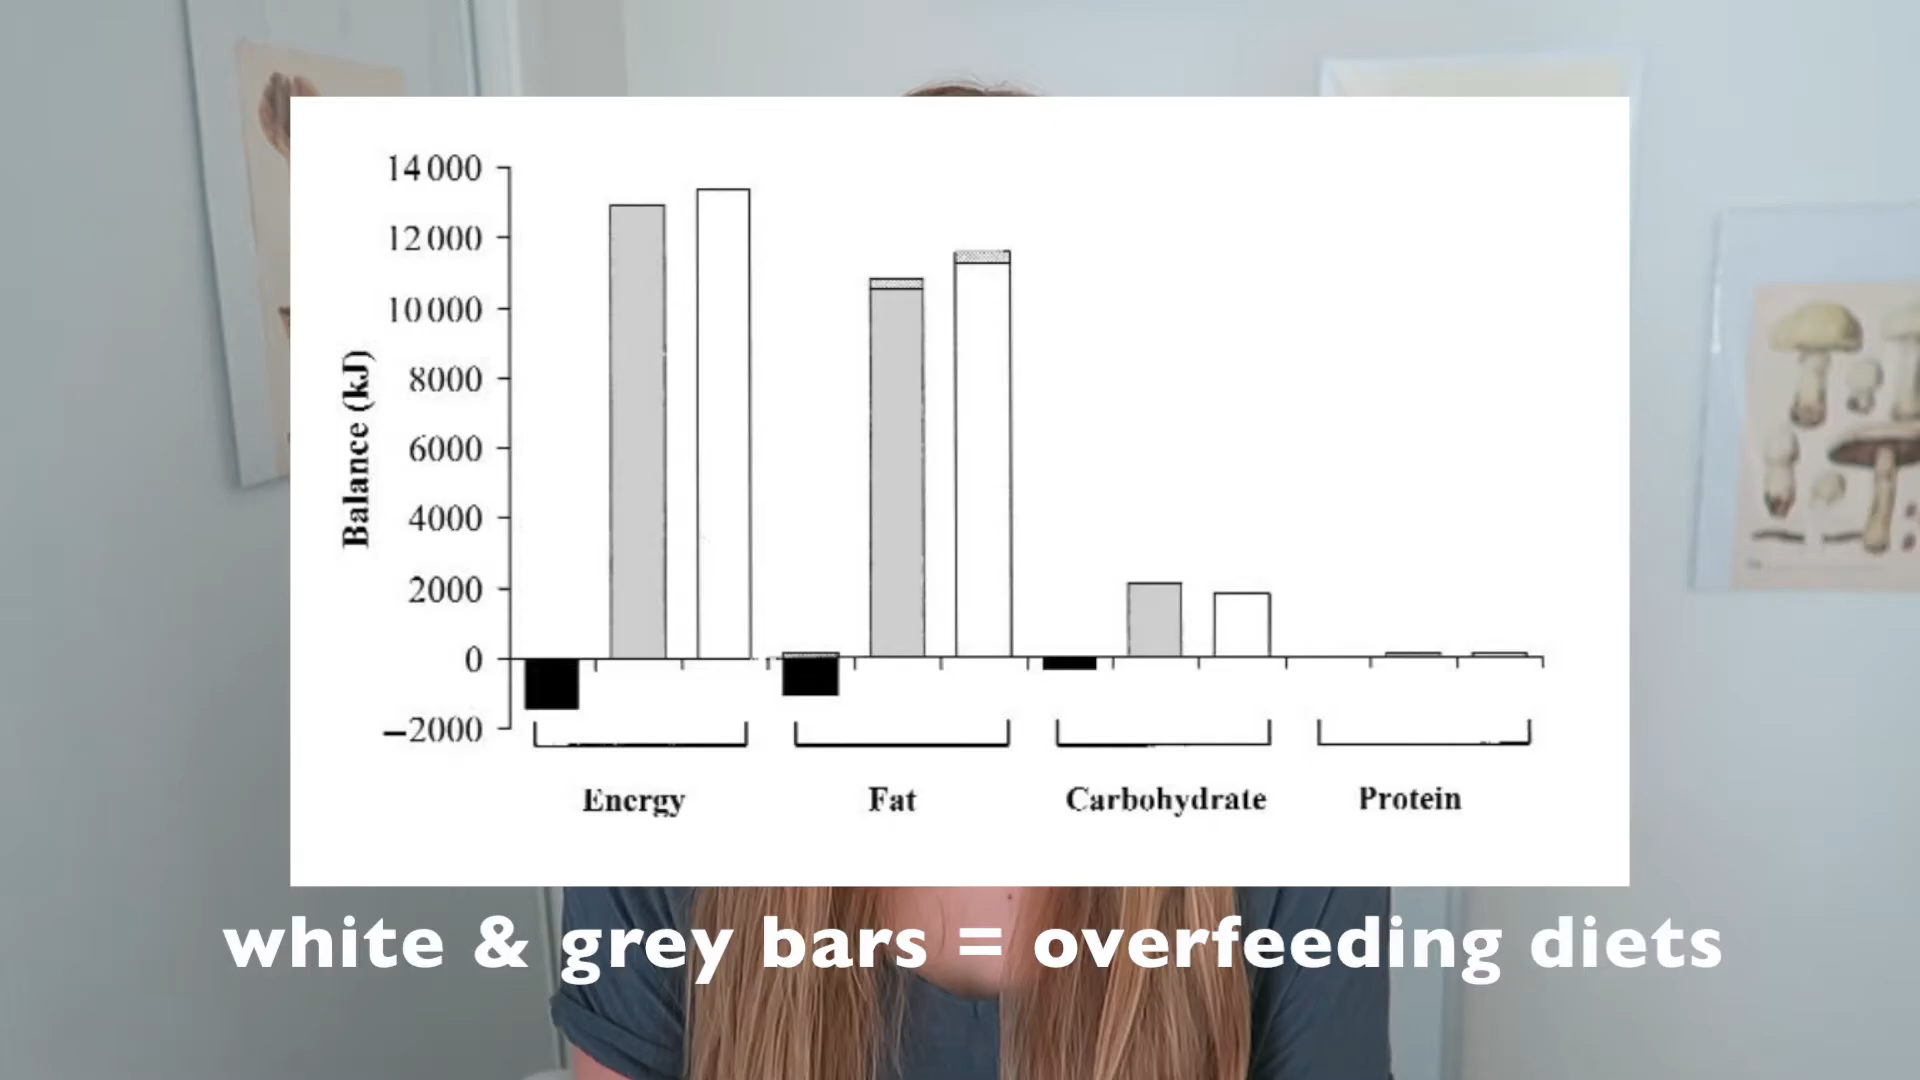 14 000
12 000
10 000
8000
6000
4000
2000
0
−2000
Balance (kJ)
Energy
Fat
Carbohydrate
Protein
white & grey bars = overfeeding diets